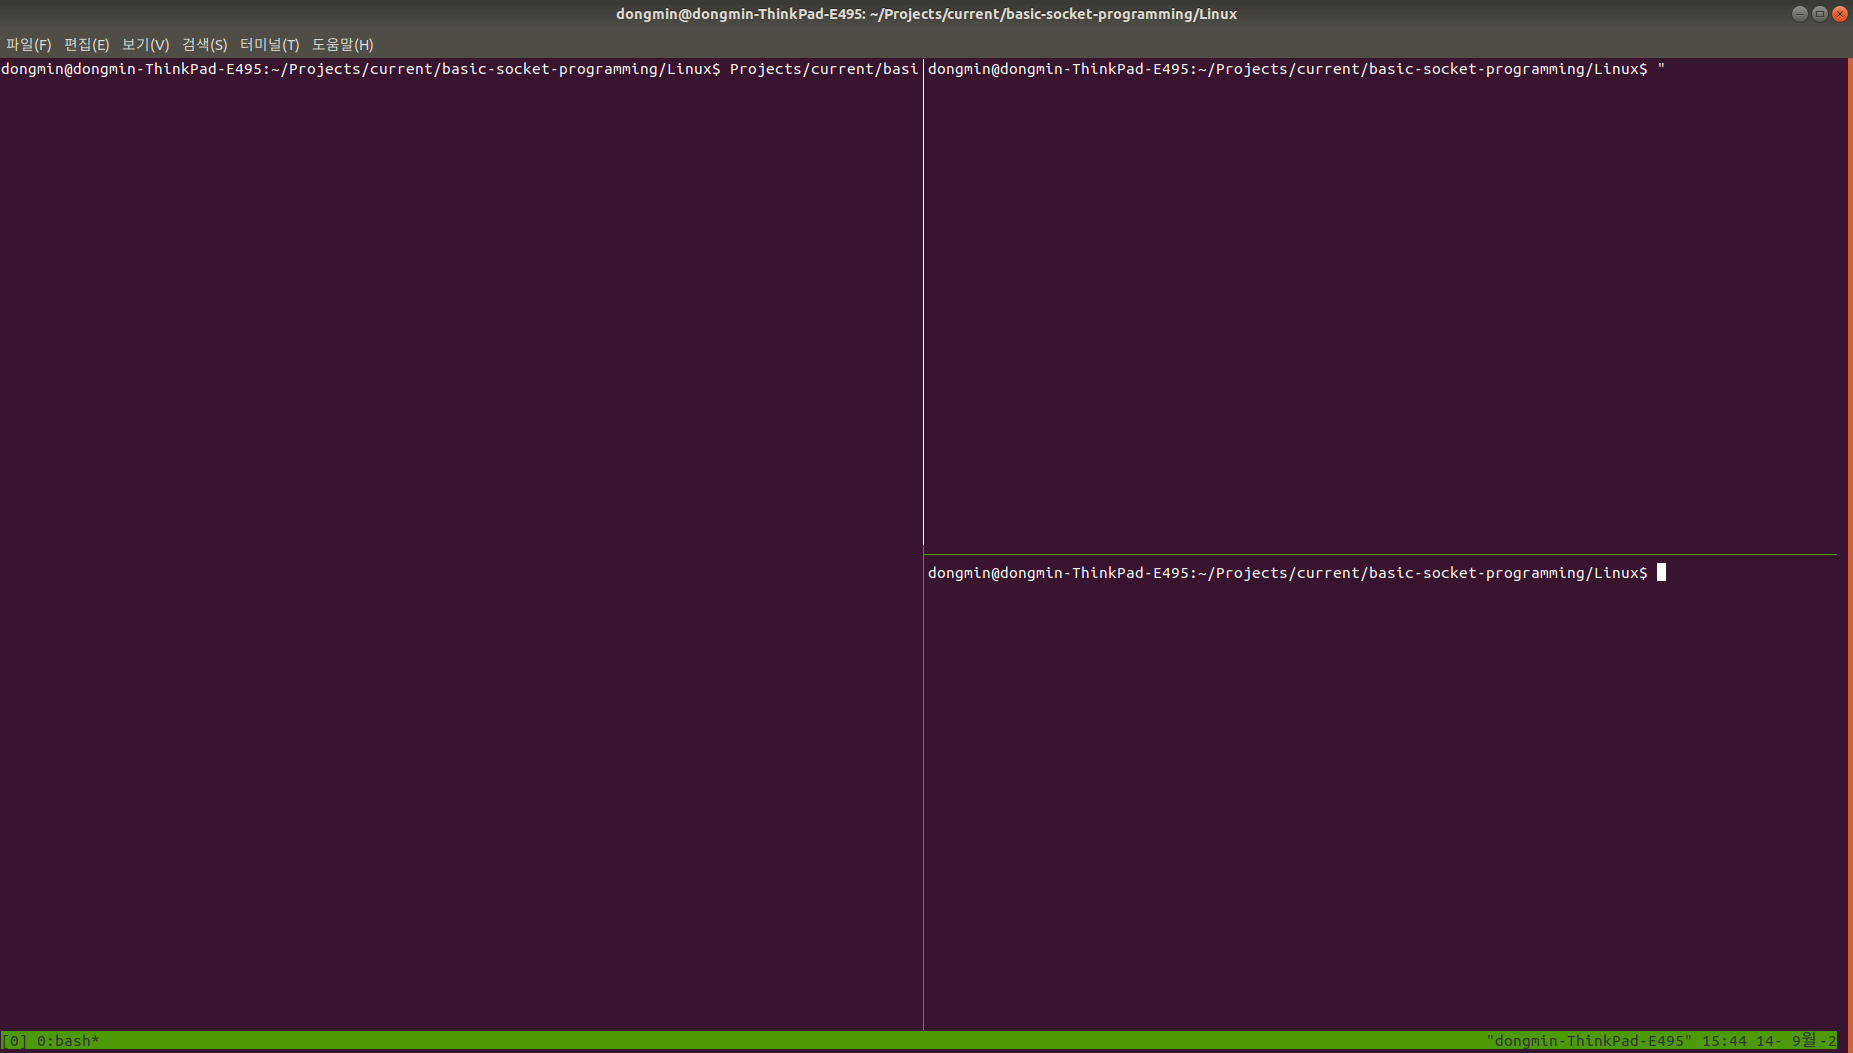 dongmin@dongmin-ThinkPad-E495: ~/Projects/current/basic-socket-programming/Linux
파일(F) 편집(E) 보기(V) 검색(S) 터미널(T) 도움말(H)
dongmin@dongmin-ThinkPad-E495:~/Projects/current/basic-socket-programming/Linux$ Projects/current/basi
dongmin@dongmin-ThinkPad-E495:~/Projects/current/basic-socket-programming/Linux$ "
dongmin@dongmin-ThinkPad-E495:~/Projects/current/basic-socket-programming/Linux$
[0] 0:bash* "dongmin-ThinkPad-E495" 15:44 14- 9월-2